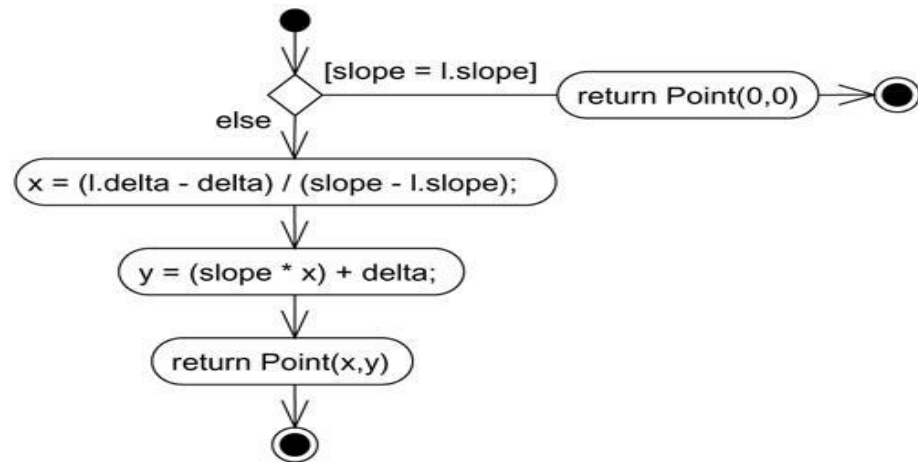 [slope = l.slope]
return Point(0,0)
else
x = (l.delta - delta) / (slope - l.slope);
y = (slope * x) + delta;
return Point(x,y)